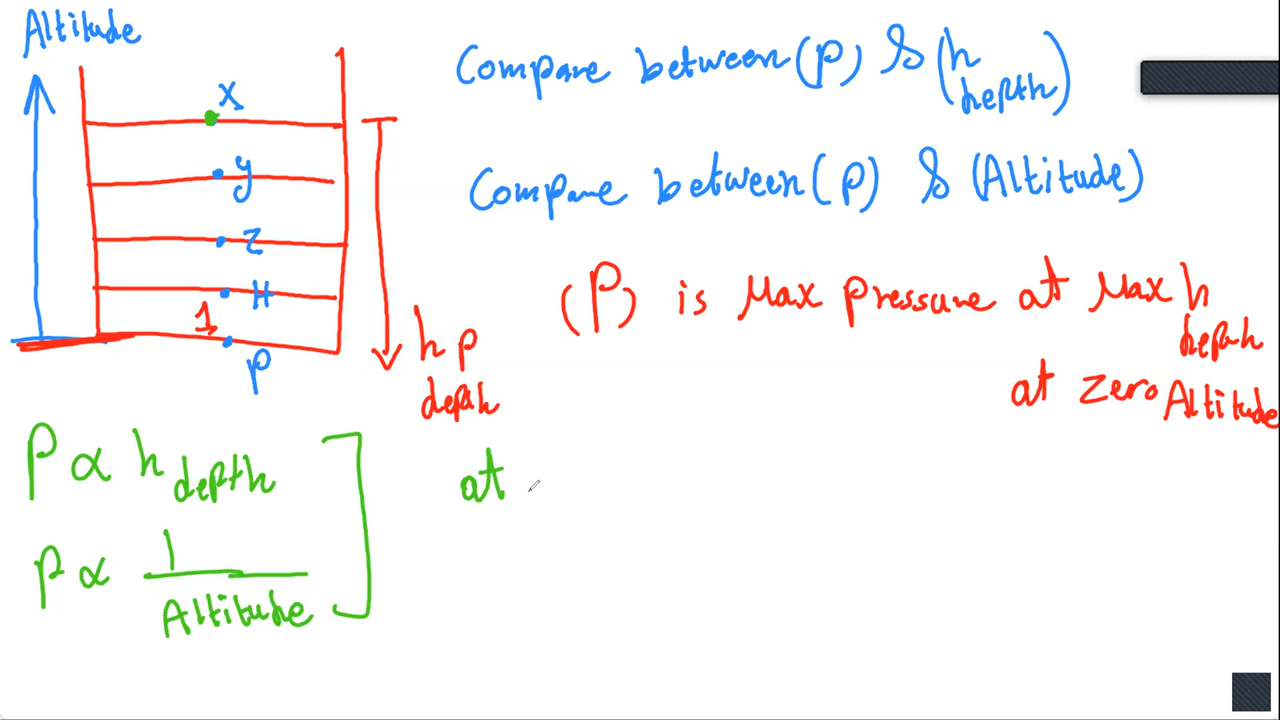 Altitude
X
y
z
H
1
P
h P
depth
Compare between (P) & (h depth)
Compare between (P) & (Altitude)
(P) is Max pressure at Max h depth
at zero Altitude
P ∝ h depth
P ∝ 1 / Altitude
at